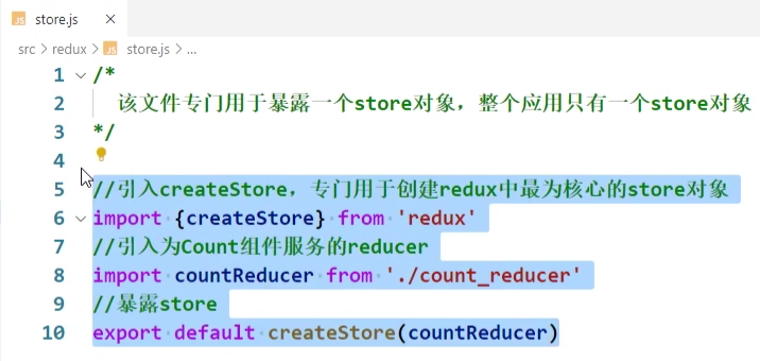 JS store.js ×
src > redux > JS store.js > ...
1 /*
2 该文件专门用于暴露一个store对象，整个应用只有一个store对象
3 */
4
5 //引入createStore，专门用于创建redux中最为核心的store对象
6 import {createStore} from 'redux'
7 //引入为Count组件服务的reducer
8 import countReducer from './count_reducer'
9 //暴露store
10 export default createStore(countReducer)